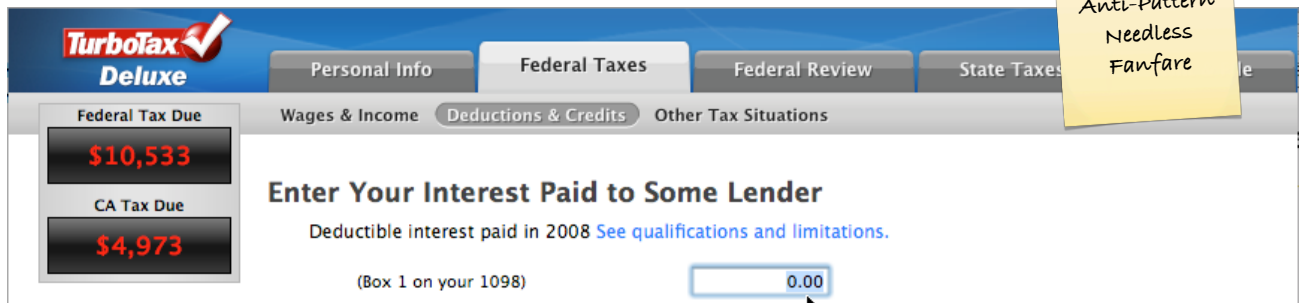 Anti-Pattern
Needless
Fanfare
TurboTax
Deluxe
Personal Info
Federal Taxes
Federal Review
State Taxes
Federal Tax Due
$10,533
CA Tax Due
$4,973
Wages & Income
Deductions & Credits
Other Tax Situations
Enter Your Interest Paid to Some Lender
Deductible interest paid in 2008 See qualifications and limitations.
(Box 1 on your 1098)
0.00